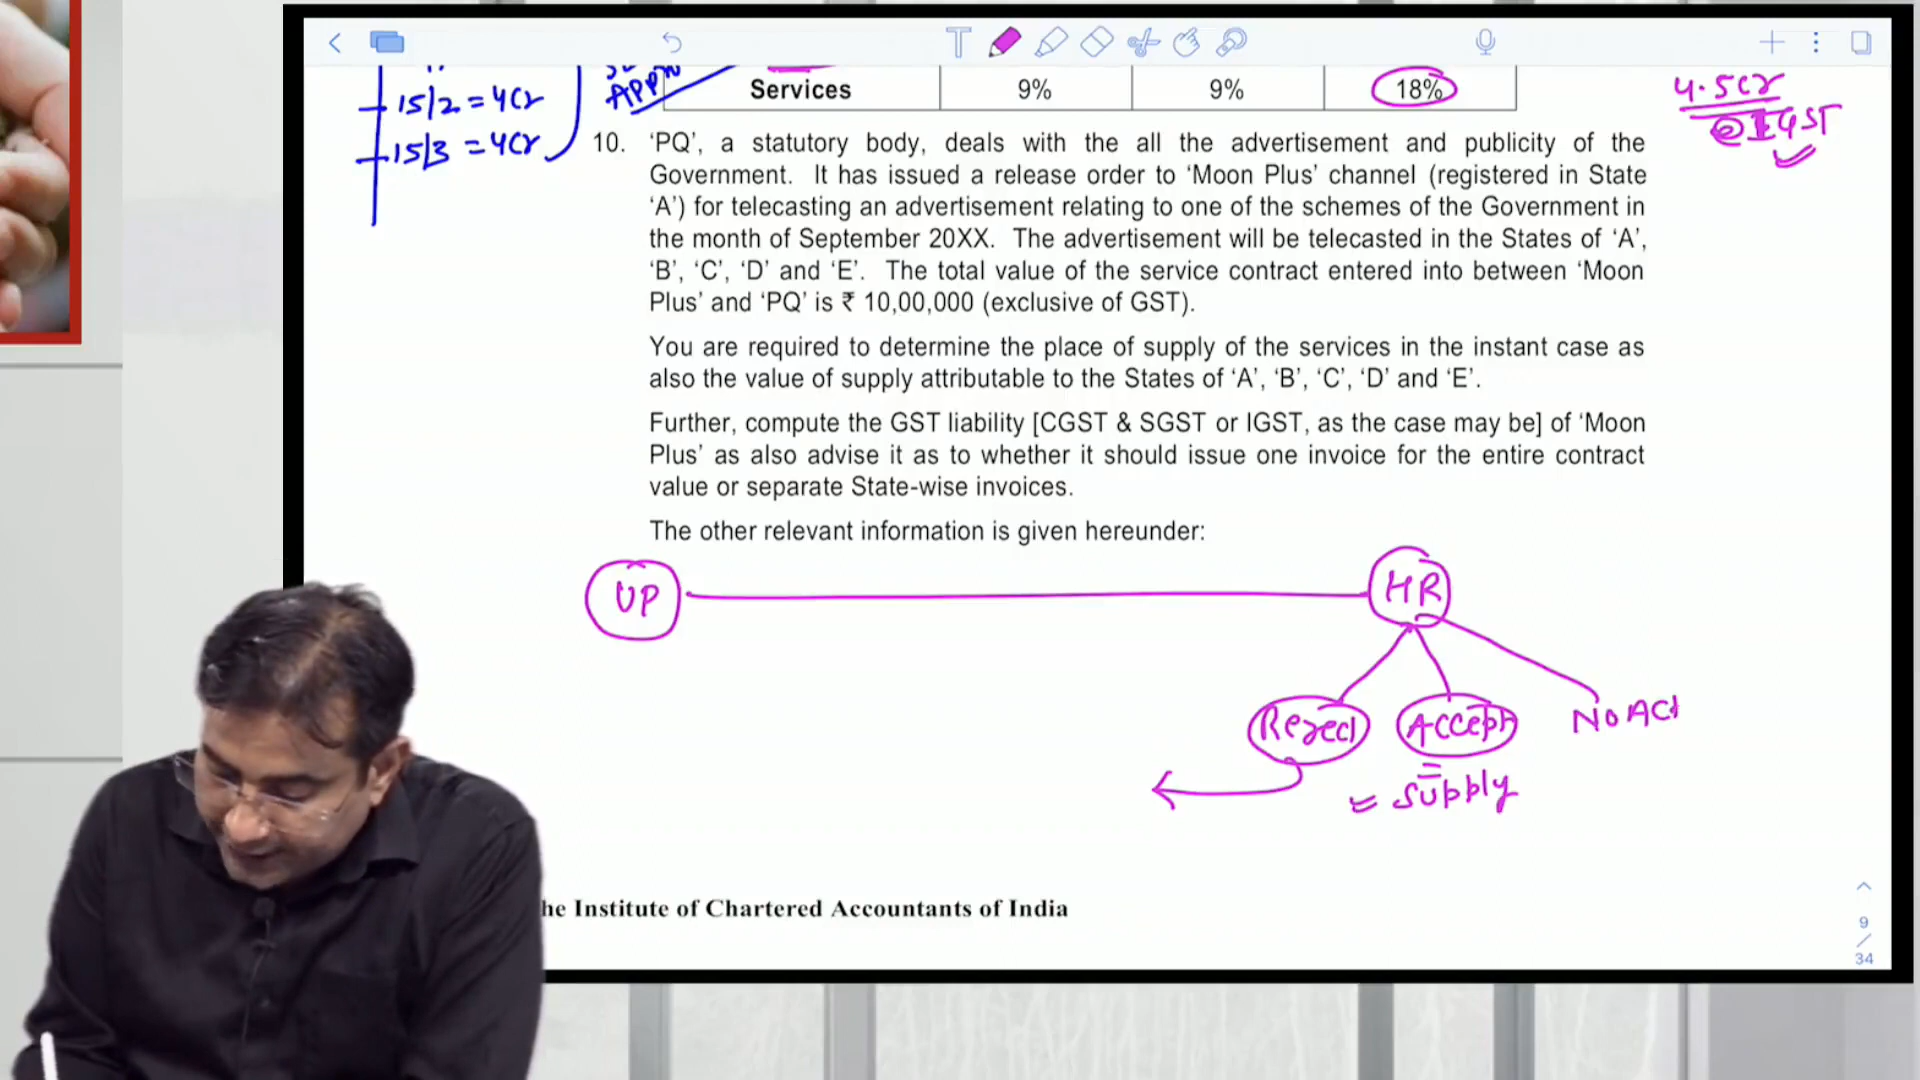 15/2 = 4Cr
15/3 = 4Cr
APPN
Services 9% 9% 18%
4.5Cr
@IGST
10. ‘PQ’, a statutory body, deals with the all the advertisement and publicity of the
Government. It has issued a release order to ‘Moon Plus’ channel (registered in State
‘A’) for telecasting an advertisement relating to one of the schemes of the Government in
the month of September 20XX. The advertisement will be telecasted in the States of ‘A’,
‘B’, ‘C’, ‘D’ and ‘E’. The total value of the service contract entered into between ‘Moon
Plus’ and ‘PQ’ is ₹ 10,00,000 (exclusive of GST).
You are required to determine the place of supply of the services in the instant case as
also the value of supply attributable to the States of ‘A’, ‘B’, ‘C’, ‘D’ and ‘E’.
Further, compute the GST liability [CGST & SGST or IGST, as the case may be] of ‘Moon
Plus’ as also advise it as to whether it should issue one invoice for the entire contract
value or separate State-wise invoices.
The other relevant information is given hereunder:
UP
HR
Reject Accept No Act
= Supply
he Institute of Chartered Accountants of India
9
/
34